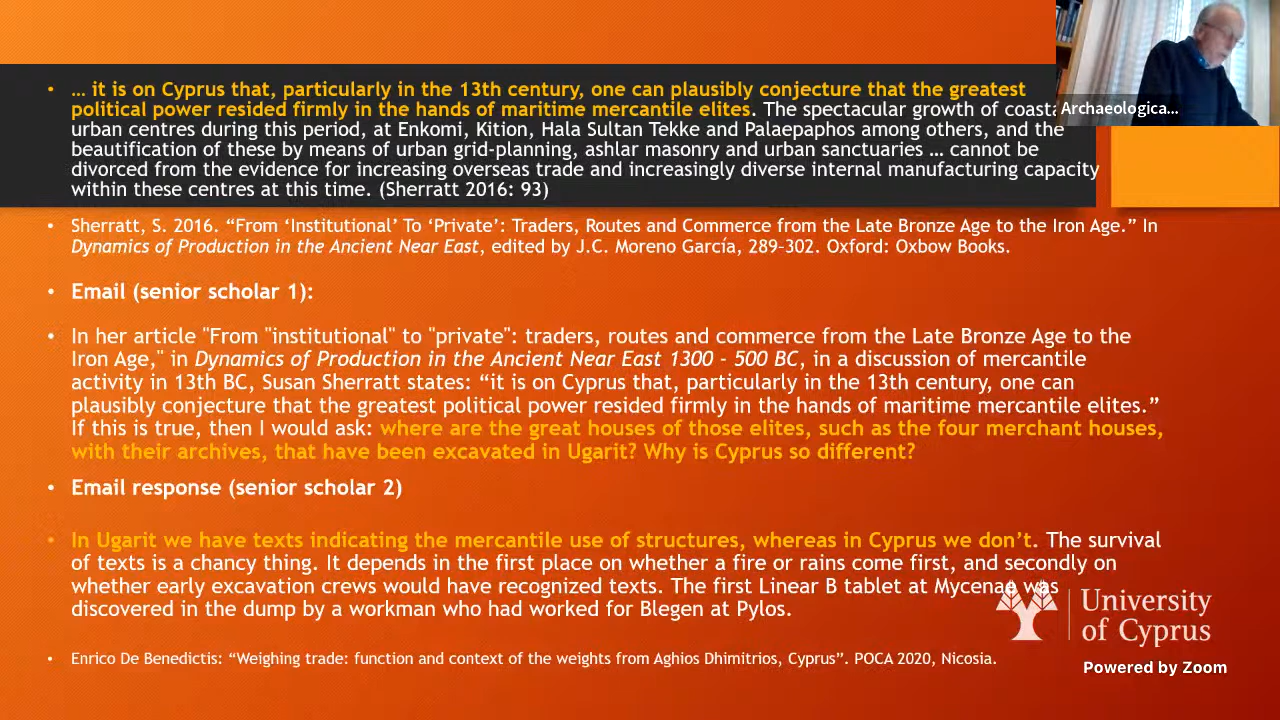 • … it is on Cyprus that, particularly in the 13th century, one can plausibly conjecture that the greatest
political power resided firmly in the hands of maritime mercantile elites. The spectacular growth of
urban centres during this period, at Enkomi, Kition, Hala Sultan Tekke and Palaepaphos among others, and the
beautification of these by means of urban grid-planning, ashlar masonry and urban sanctuaries … cannot be
divorced from the evidence for increasing overseas trade and increasingly diverse internal manufacturing capacity
within these centres at this time. (Sherratt 2016: 93)
Archaeologica...
• Sherratt, S. 2016. “From ‘Institutional’ To ‘Private’: Traders, Routes and Commerce from the Late Bronze Age to the Iron Age.” In
Dynamics of Production in the Ancient Near East, edited by J.C. Moreno García, 289–302. Oxford: Oxbow Books.
• Email (senior scholar 1):
• In her article "From "institutional" to "private": traders, routes and commerce from the Late Bronze Age to the
Iron Age," in Dynamics of Production in the Ancient Near East 1300 - 500 BC, in a discussion of mercantile
activity in 13th BC, Susan Sherratt states: “it is on Cyprus that, particularly in the 13th century, one can
plausibly conjecture that the greatest political power resided firmly in the hands of maritime mercantile elites.”
If this is true, then I would ask: where are the great houses of those elites, such as the four merchant houses,
with their archives, that have been excavated in Ugarit? Why is Cyprus so different?
• Email response (senior scholar 2)
• In Ugarit we have texts indicating the mercantile use of structures, whereas in Cyprus we don’t. The survival
of texts is a chancy thing. It depends in the first place on whether a fire or rains come first, and secondly on
whether early excavation crews would have recognized texts. The first Linear B tablet at Mycenae was
discovered in the dump by a workman who had worked for Blegen at Pylos.
• Enrico De Benedictis: “Weighing trade: function and context of the weights from Aghios Dhimitrios, Cyprus”. POCA 2020, Nicosia.
University
of Cyprus
Powered by Zoom